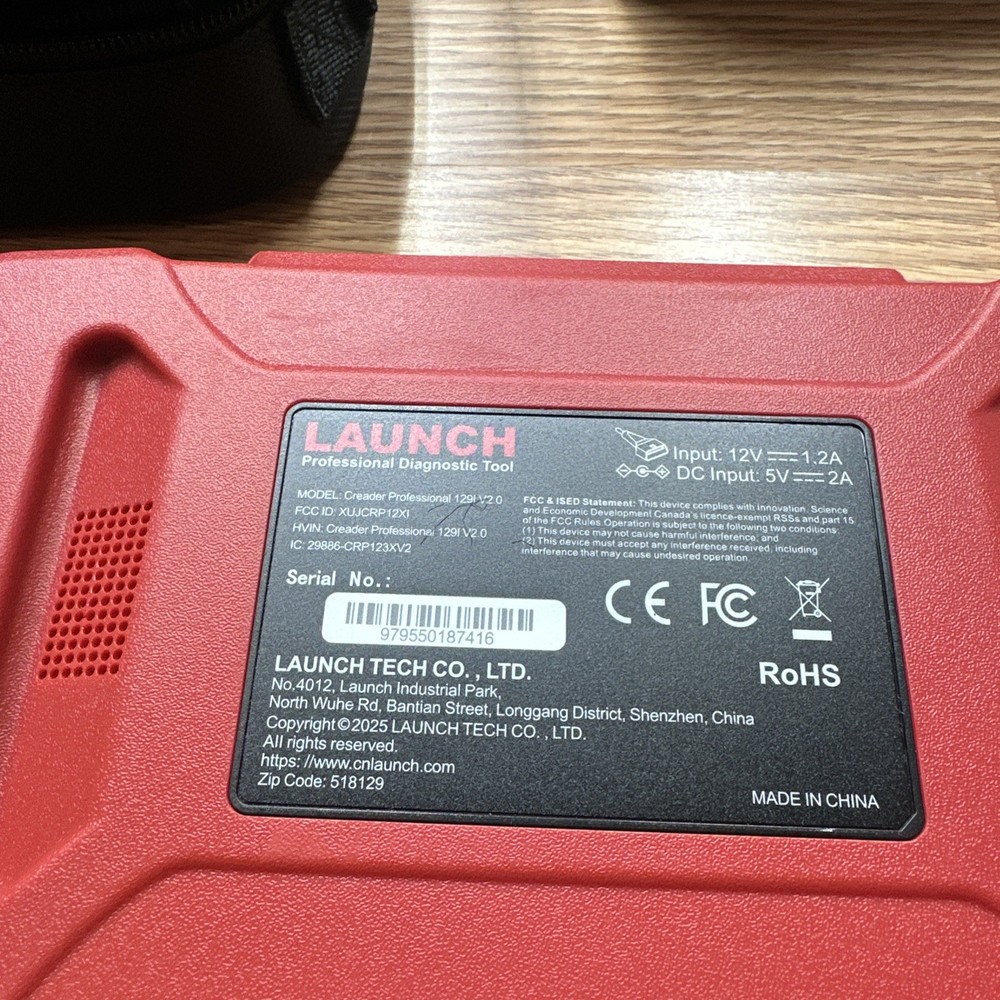 LAUNCH
Professional Diagnostic Tool
MODEL: Creader Professional 129I V2.0
FCC ID: XUJCRP12XI
HVIN: Creader Professional 129I V2.0
IC: 29886-CRP123XV2
Input: 12V⎓1.2A
DC Input: 5V⎓2A
FCC & ISED Statement: This device complies with Innovation, Science
and Economic Development Canada's licence-exempt RSSs and part 15
of the FCC Rules.Operation is subject to the following two conditions:
(1) This device may not cause harmful interference, and
(2) This device must accept any interference received, including
interference that may cause undesired operation.
Serial No.:
979550187416
CE FC
RoHS
LAUNCH TECH CO. , LTD.
No.4012, Launch Industrial Park,
North Wuhe Rd, Bantian Street, Longgang District, Shenzhen, China
Copyright©2025 LAUNCH TECH CO. , LTD.
All rights reserved.
https: //www.cnlaunch.com
Zip Code: 518129
MADE IN CHINA